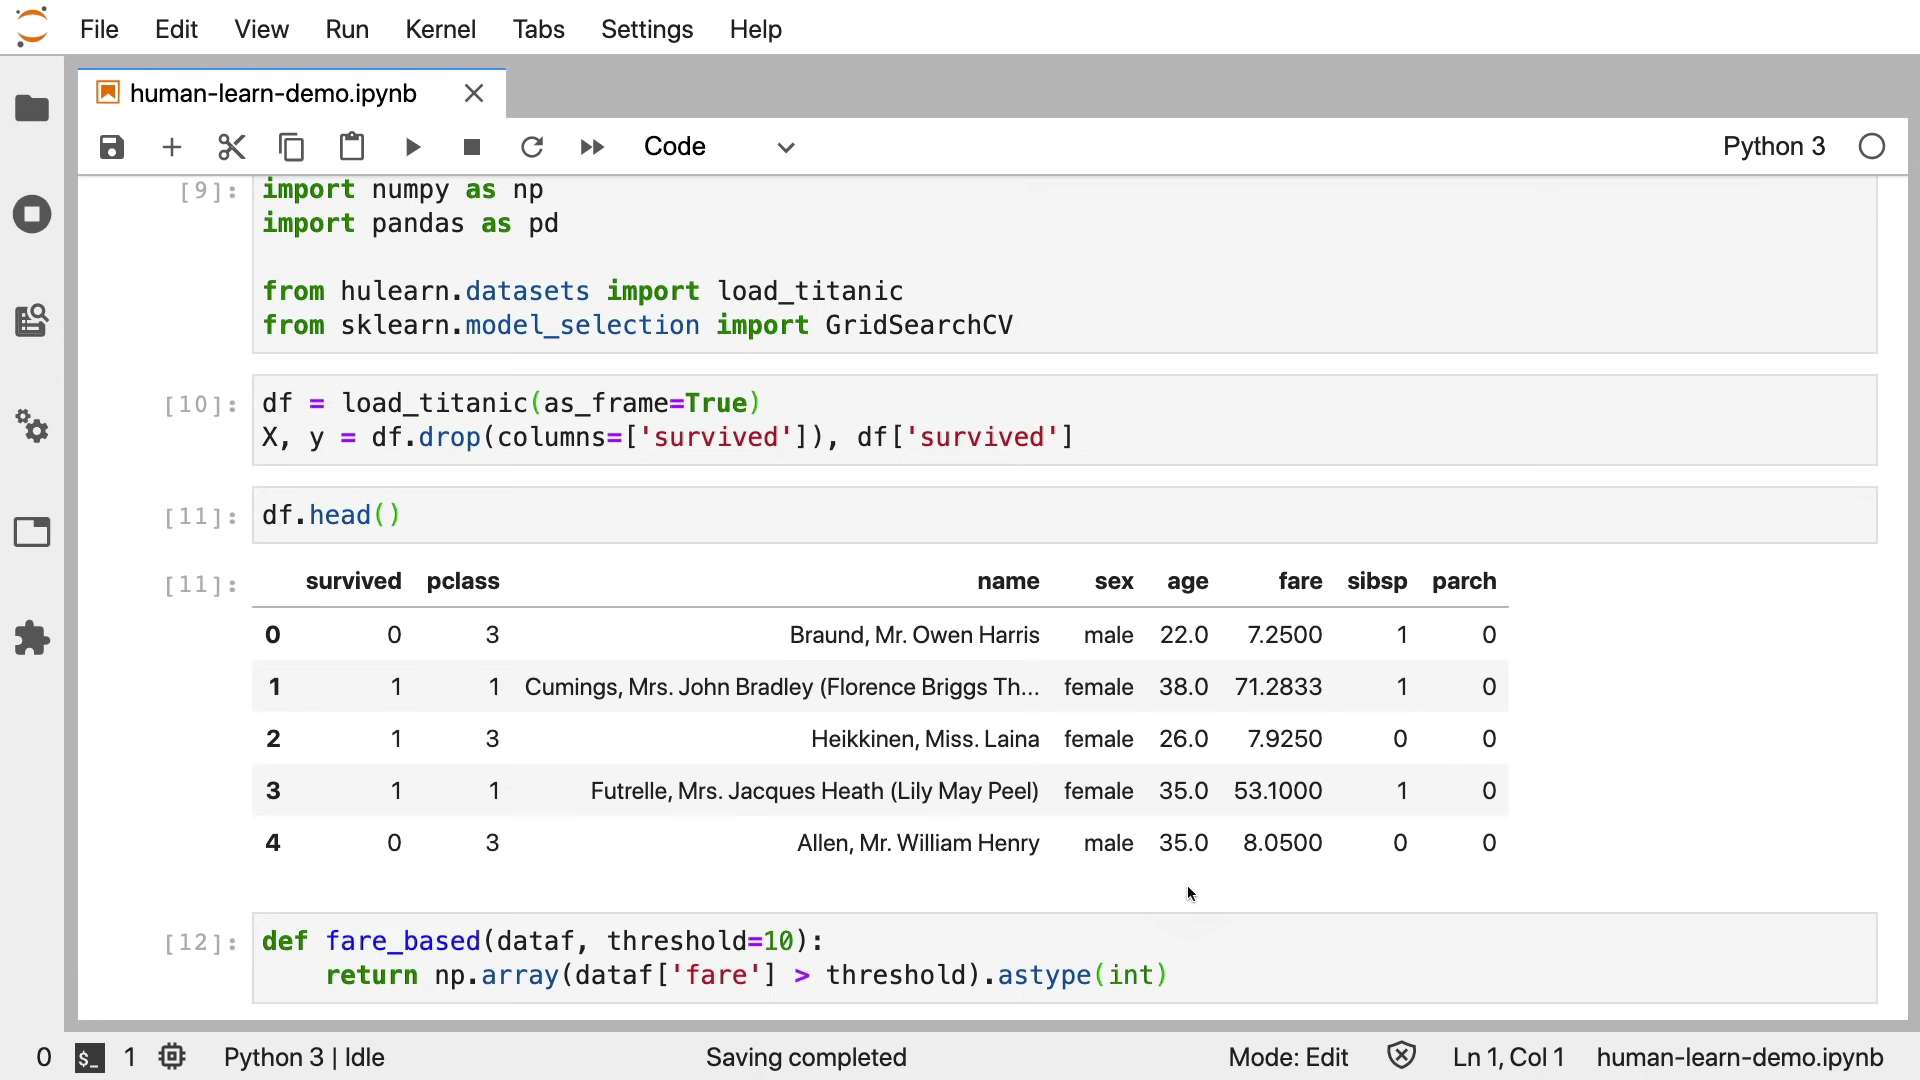 File Edit View Run Kernel Tabs Settings Help
human-learn-demo.ipynb
Code Python 3
[9]: import numpy as np
import pandas as pd
from hulearn.datasets import load_titanic
from sklearn.model_selection import GridSearchCV
[10]: df = load_titanic(as_frame=True)
X, y = df.drop(columns=['survived']), df['survived']
[11]: df.head()
[11]: survived pclass name sex age fare sibsp parch
0 0 3 Braund, Mr. Owen Harris male 22.0 7.2500 1 0
1 1 1 Cumings, Mrs. John Bradley (Florence Briggs Th... female 38.0 71.2833 1 0
2 1 3 Heikkinen, Miss. Laina female 26.0 7.9250 0 0
3 1 1 Futrelle, Mrs. Jacques Heath (Lily May Peel) female 35.0 53.1000 1 0
4 0 3 Allen, Mr. William Henry male 35.0 8.0500 0 0
[12]: def fare_based(dataf, threshold=10):
return np.array(dataf['fare'] > threshold).astype(int)
0 $_ 1 Python 3 | Idle Saving completed Mode: Edit Ln 1, Col 1 human-learn-demo.ipynb